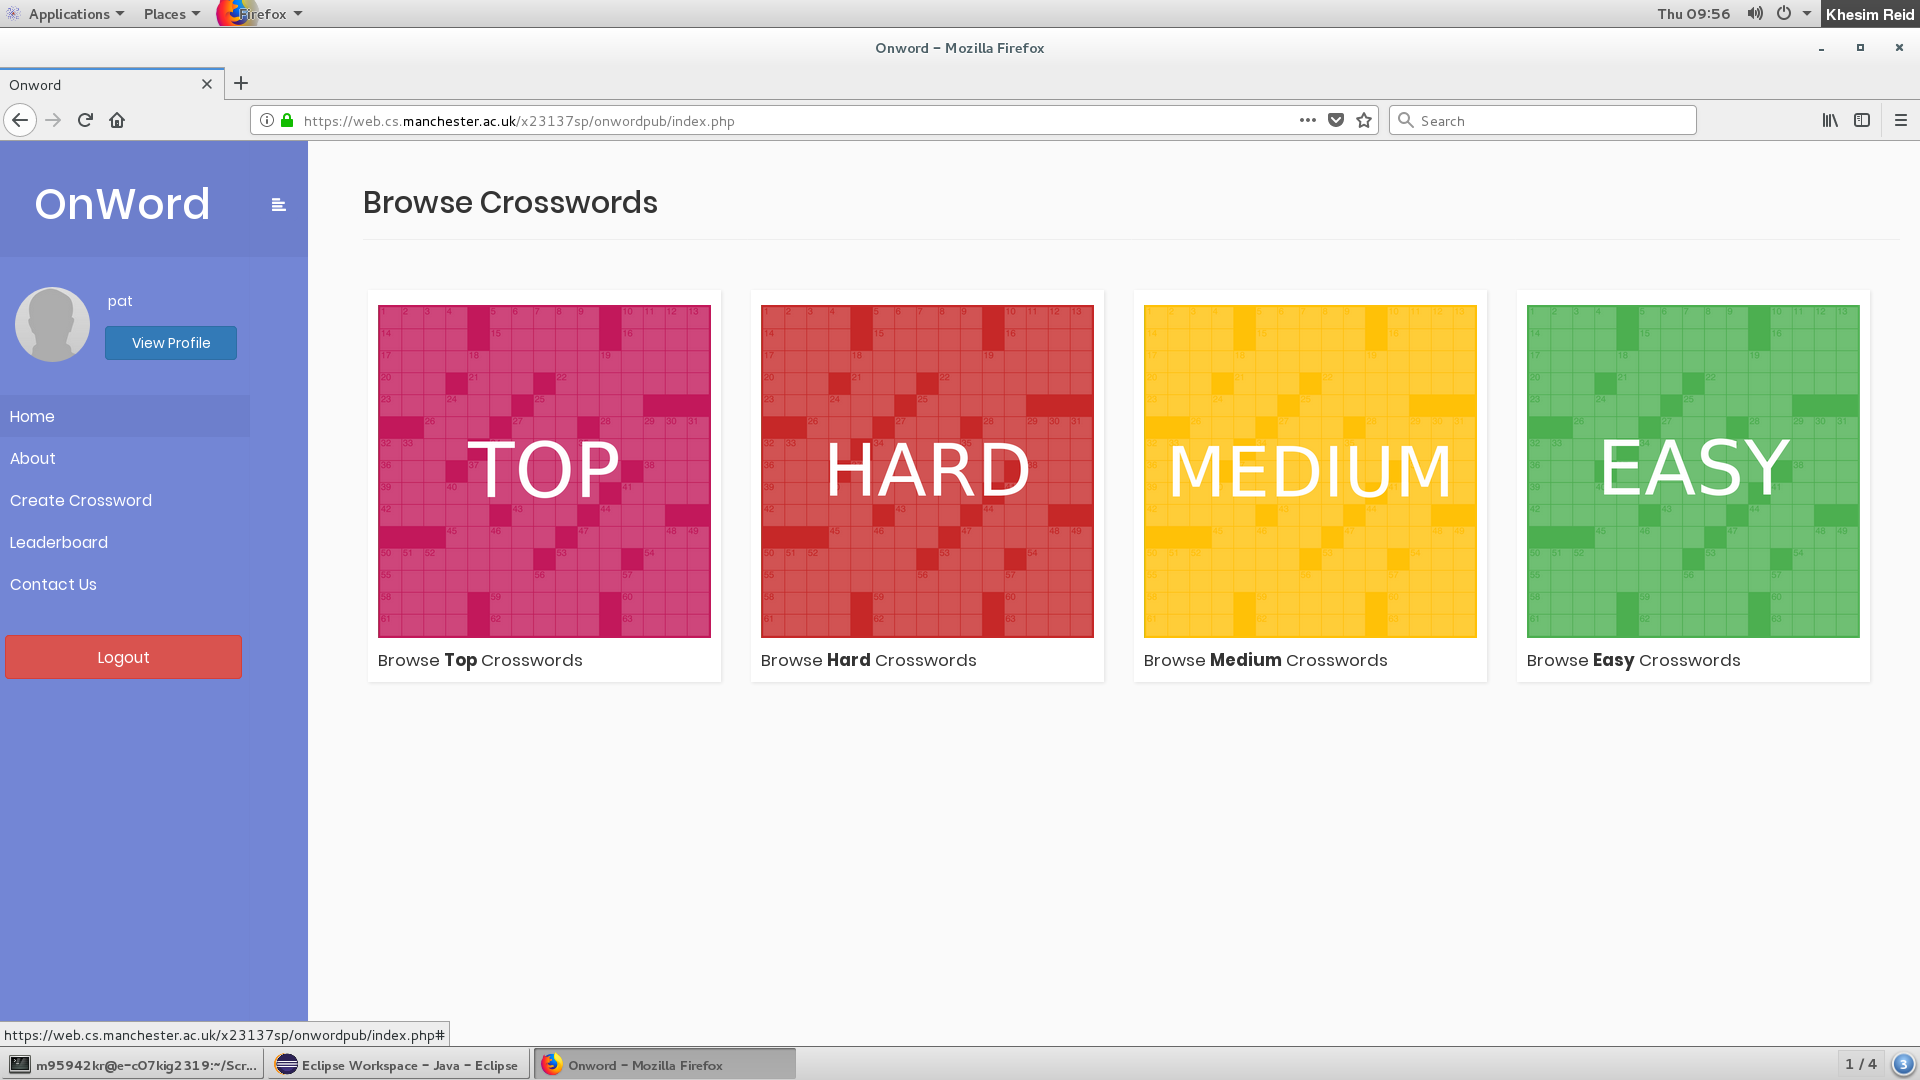 Applications Places Firefox Thu 09:56 Khesim Reid
Onword - Mozilla Firefox
Onword
https://web.cs.manchester.ac.uk/x23137sp/onwordpub/index.php Search
OnWord
pat
View Profile
Home
About
Create Crossword
Leaderboard
Contact Us
Logout
Browse Crosswords
TOP
HARD
MEDIUM
EASY
Browse Top Crosswords
Browse Hard Crosswords
Browse Medium Crosswords
Browse Easy Crosswords
https://web.cs.manchester.ac.uk/x23137sp/onwordpub/index.php#
m95942kr@e-c07kig2319:~/Scr... Eclipse Workspace - Java - Eclipse Onword - Mozilla Firefox 1 / 4 3